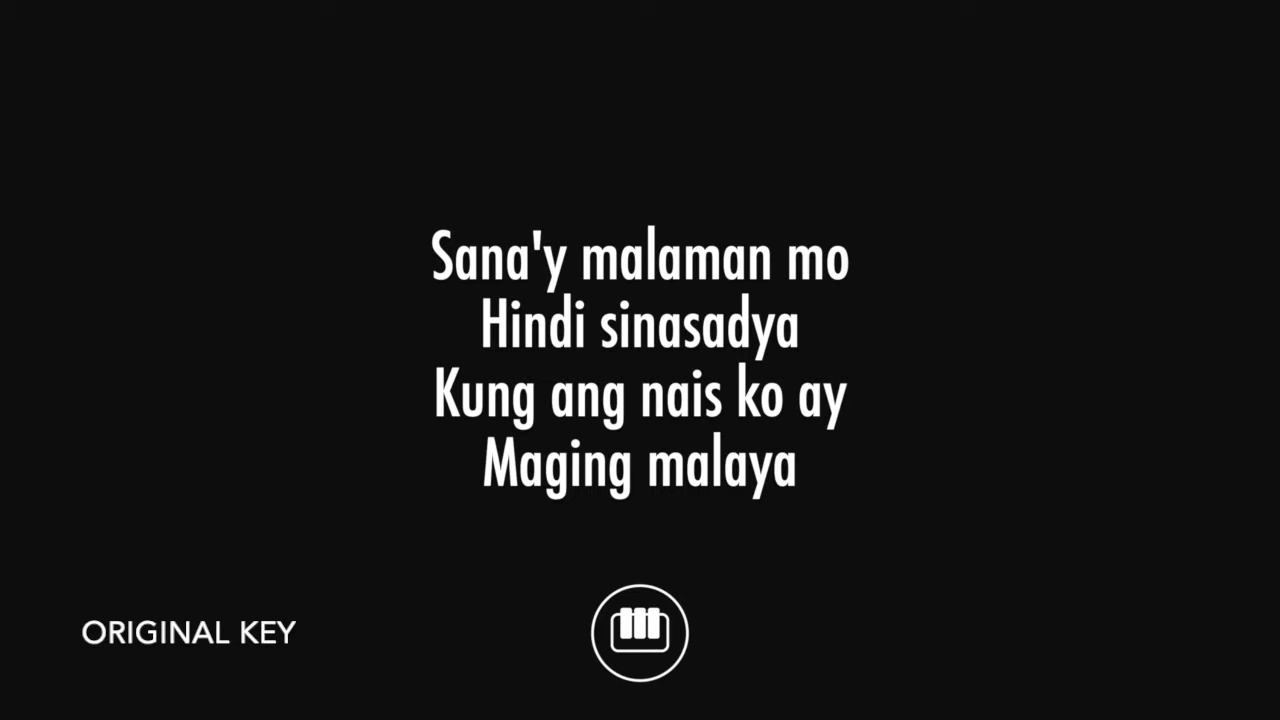 Sana'y malaman mo
Hindi sinasadya
Kung ang nais ko ay
Maging malaya
ORIGINAL KEY